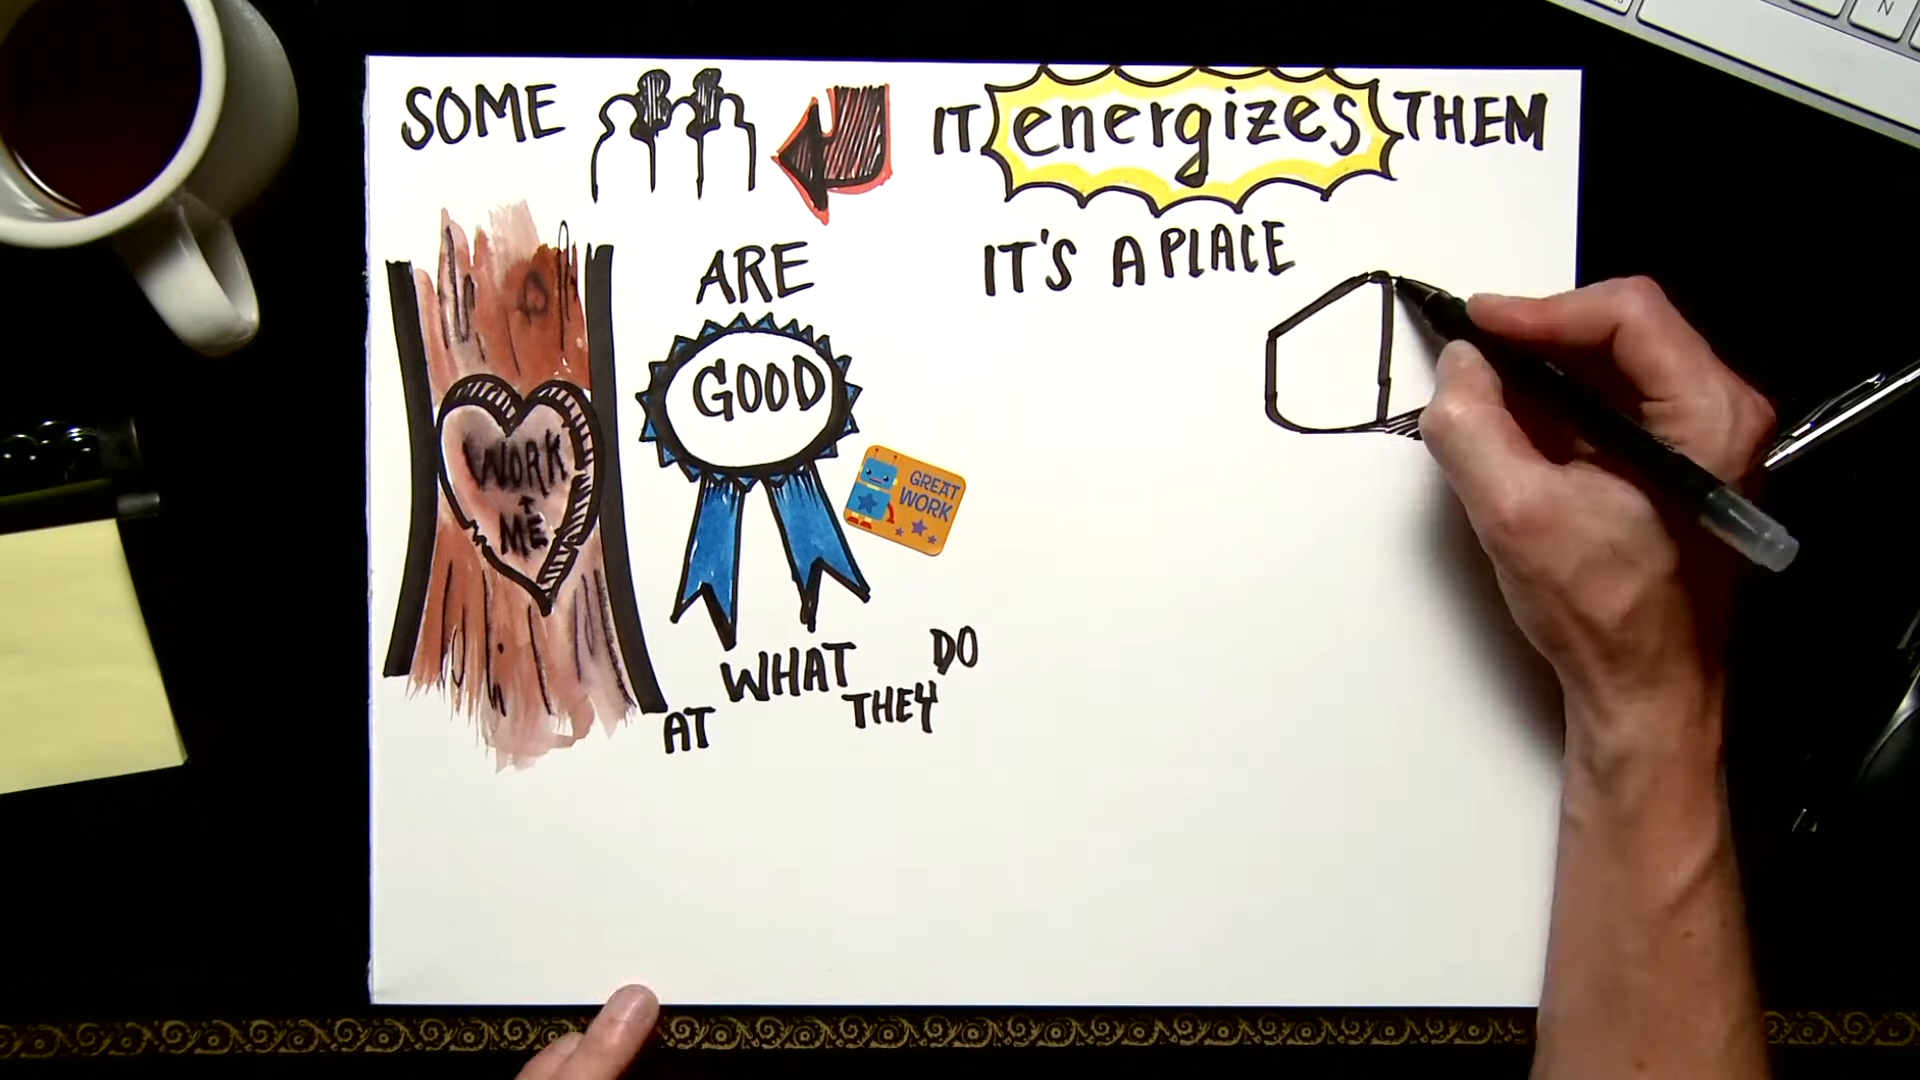 SOME
IT energizes THEM
IT'S A PLACE
ARE
GOOD
WORK
+
ME
GREAT
WORK
AT WHAT THEY DO
N